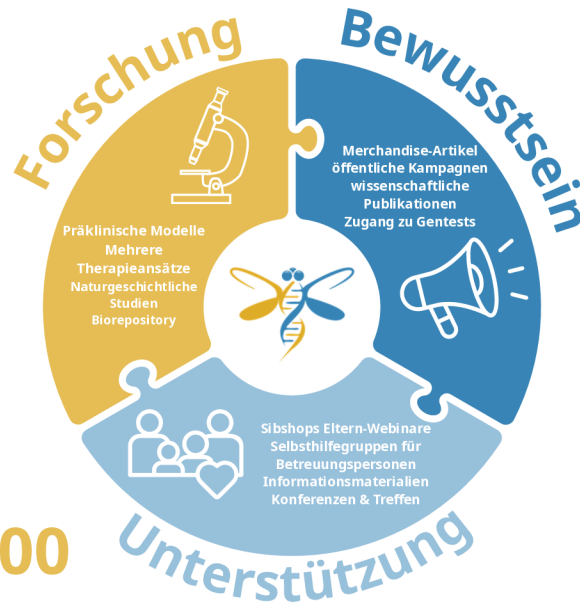 Forschung
Bewusstsein
Merchandise-Artikel
öffentliche Kampagnen
wissenschaftliche
Publikationen
Zugang zu Gentests
Präklinische Modelle
Mehrere
Therapieansätze
Naturgeschichtliche
Studien
Biorepository
Sibshops Eltern-Webinare
Selbsthilfegruppen für
Betreuungspersonen
Informationsmaterialien
Konferenzen & Treffen
00
Unterstützung